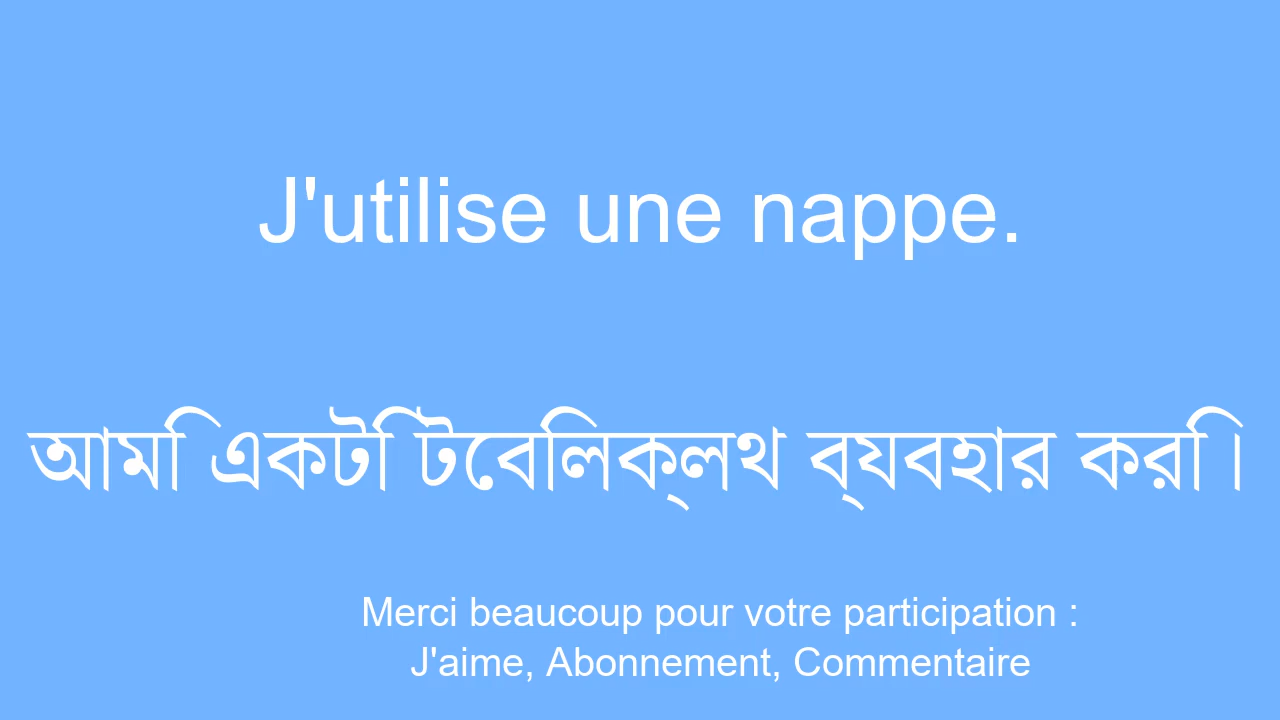 J'utilise une nappe.
আমি একটি টেবিলক্লথ ব্যবহার করি।
Merci beaucoup pour votre participation :
J'aime, Abonnement, Commentaire